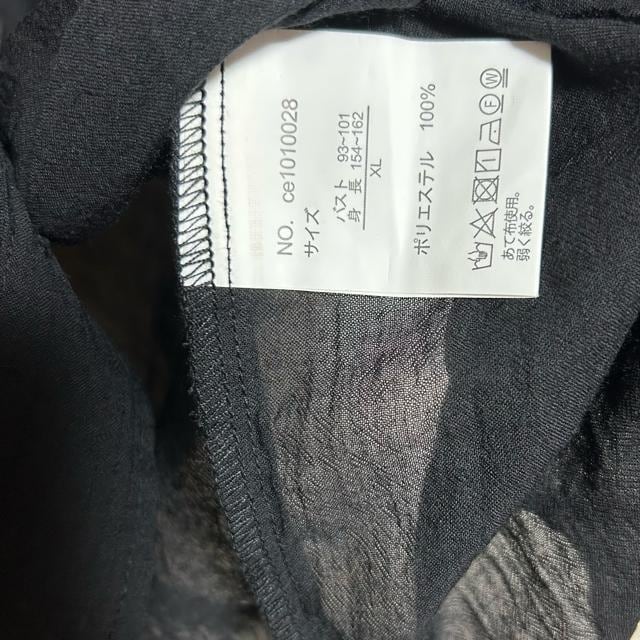 NO. ce1010028
サイズ
バスト 93~101
身 長 154~162
XL
ポリエステル 100%
F W
あて布使用。
弱く絞る。